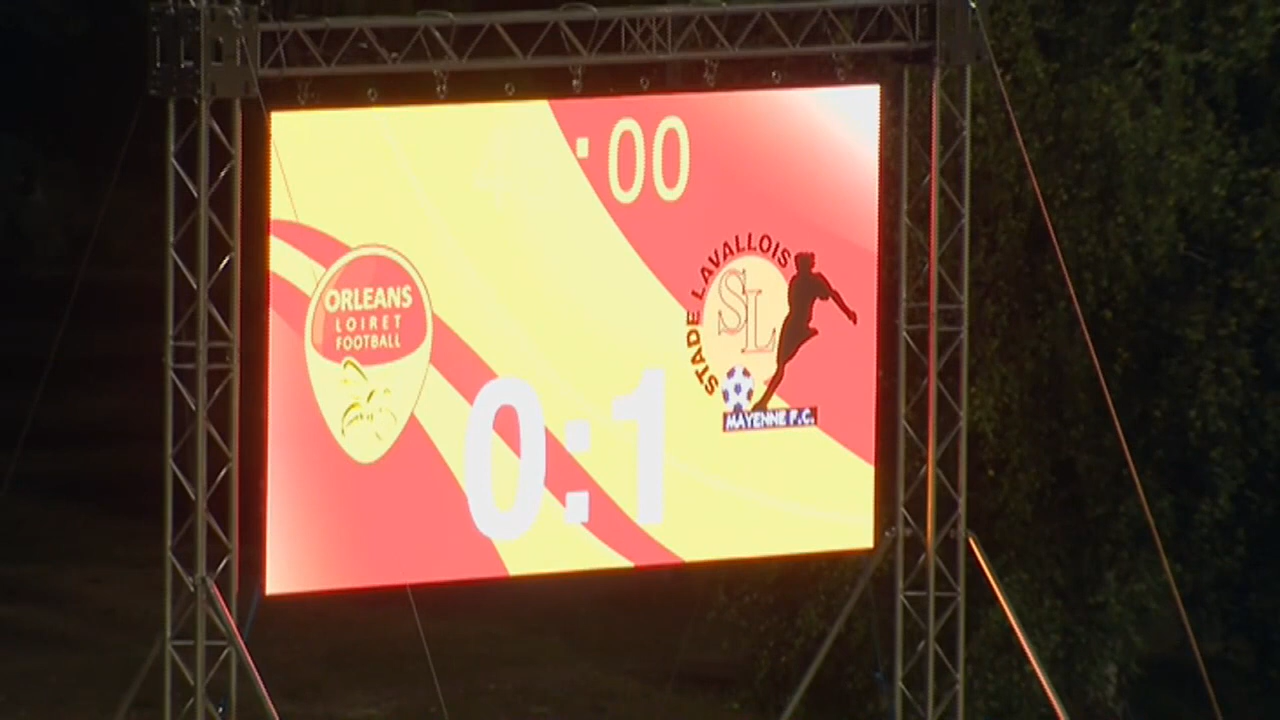 :00
ORLEANS
LOIRET
FOOTBALL
STADE LAVALLOIS
SL
MAYENNE F.C.
0:1